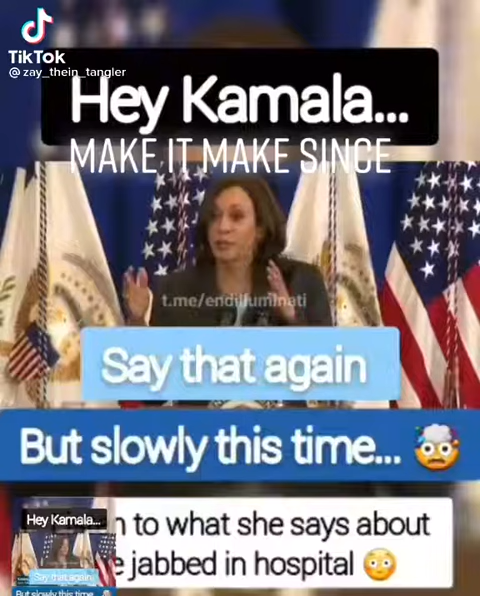 TikTok
@zay_thein_tangler
Hey Kamala...
MAKE IT MAKE SINCE
t.me/endilluminati
Say that again
But slowly this time... 🤯
Hey Kamala...
to what she says about
jabbed in hospital 😳
Say that again
But slowly this time...